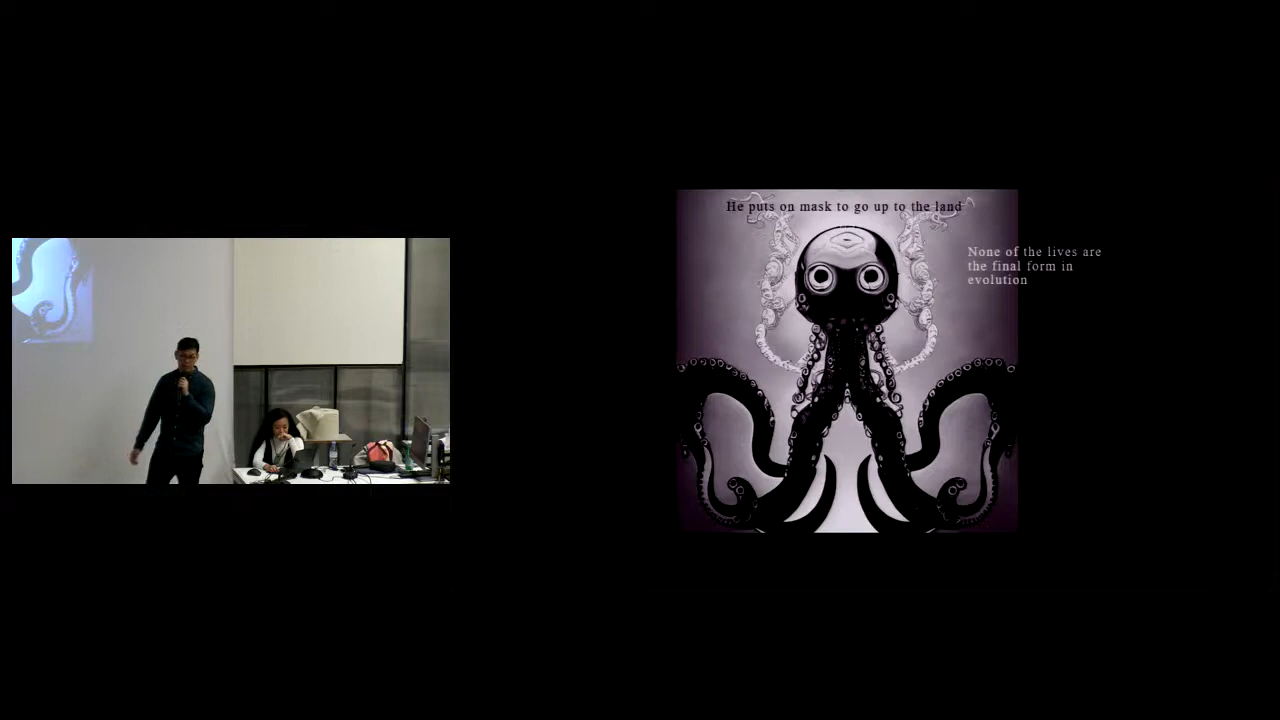 He puts on mask to go up to the land
None of the lives are
the final form in
evolution